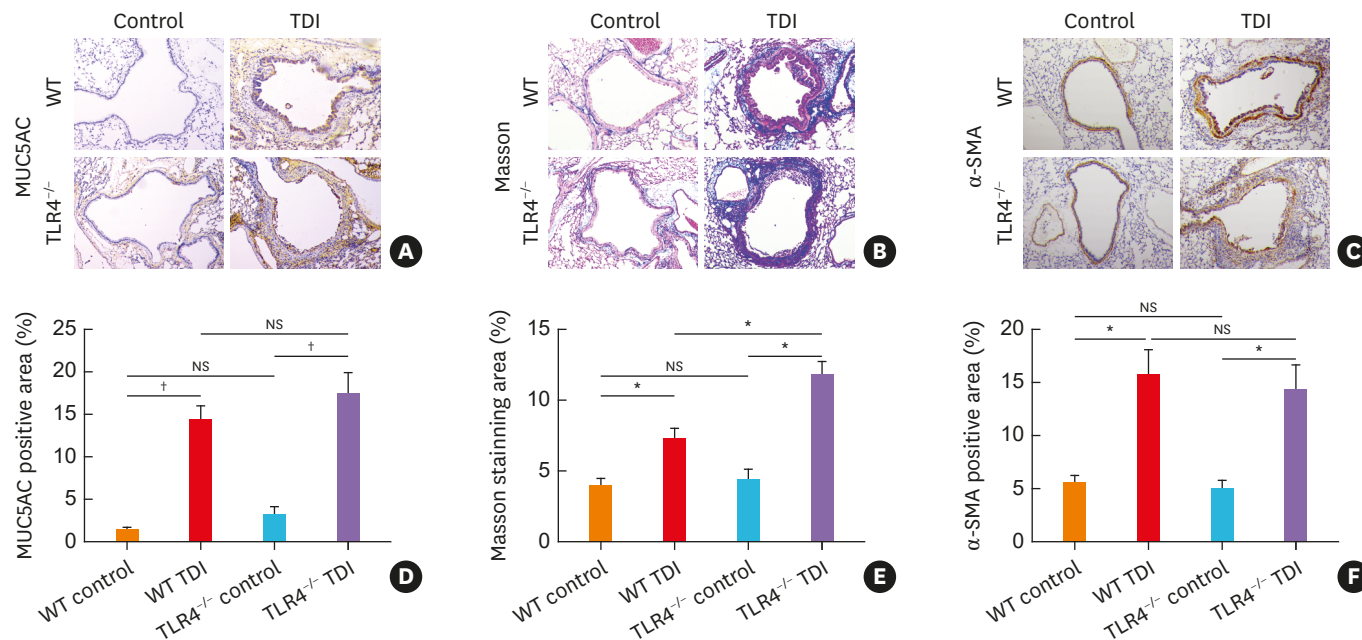 Control TDI
WT
TLR4⁻/⁻
MUC5AC
A
Control TDI
WT
TLR4⁻/⁻
Masson
B
Control TDI
WT
TLR4⁻/⁻
α-SMA
C
MUC5AC positive area (%)
25
20
15
10
5
0
NS
†
NS
†
WT control
WT TDI
TLR4⁻/⁻ control
TLR4⁻/⁻ TDI
D
Masson stainning area (%)
15
10
5
0
*
*
NS
*
WT control
WT TDI
TLR4⁻/⁻ control
TLR4⁻/⁻ TDI
E
α-SMA positive area (%)
20
15
10
5
0
NS
* NS
*
WT control
WT TDI
TLR4⁻/⁻ control
TLR4⁻/⁻ TDI
F